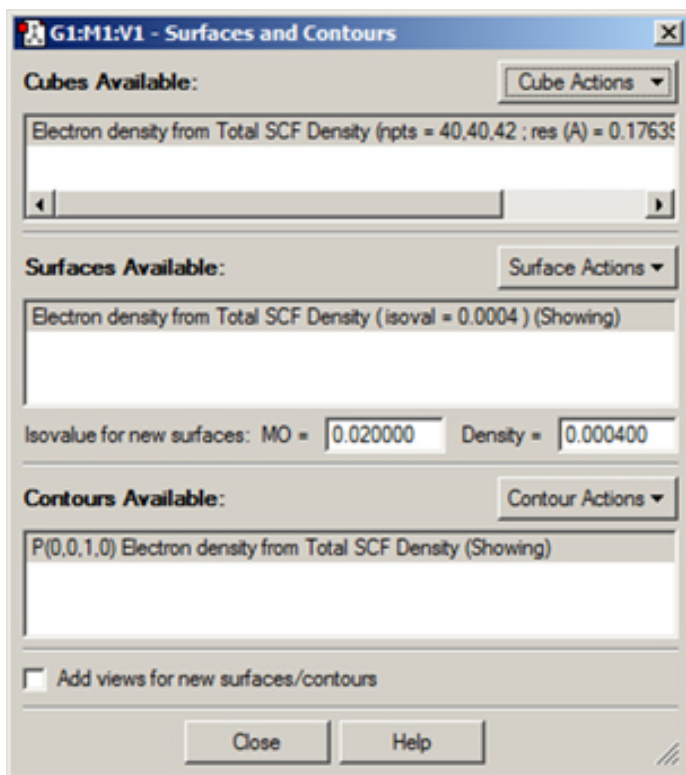 G1:M1:V1 - Surfaces and Contours
Cubes Available: Cube Actions
Electron density from Total SCF Density (npts = 40,40,42 ; res (A) = 0.17639
Surfaces Available: Surface Actions
Electron density from Total SCF Density ( isoval = 0.0004 ) (Showing)
Isovalue for new surfaces: MO = 0.020000 Density = 0.000400
Contours Available: Contour Actions
P(0,0,1,0) Electron density from Total SCF Density (Showing)
Add views for new surfaces/contours
Close Help